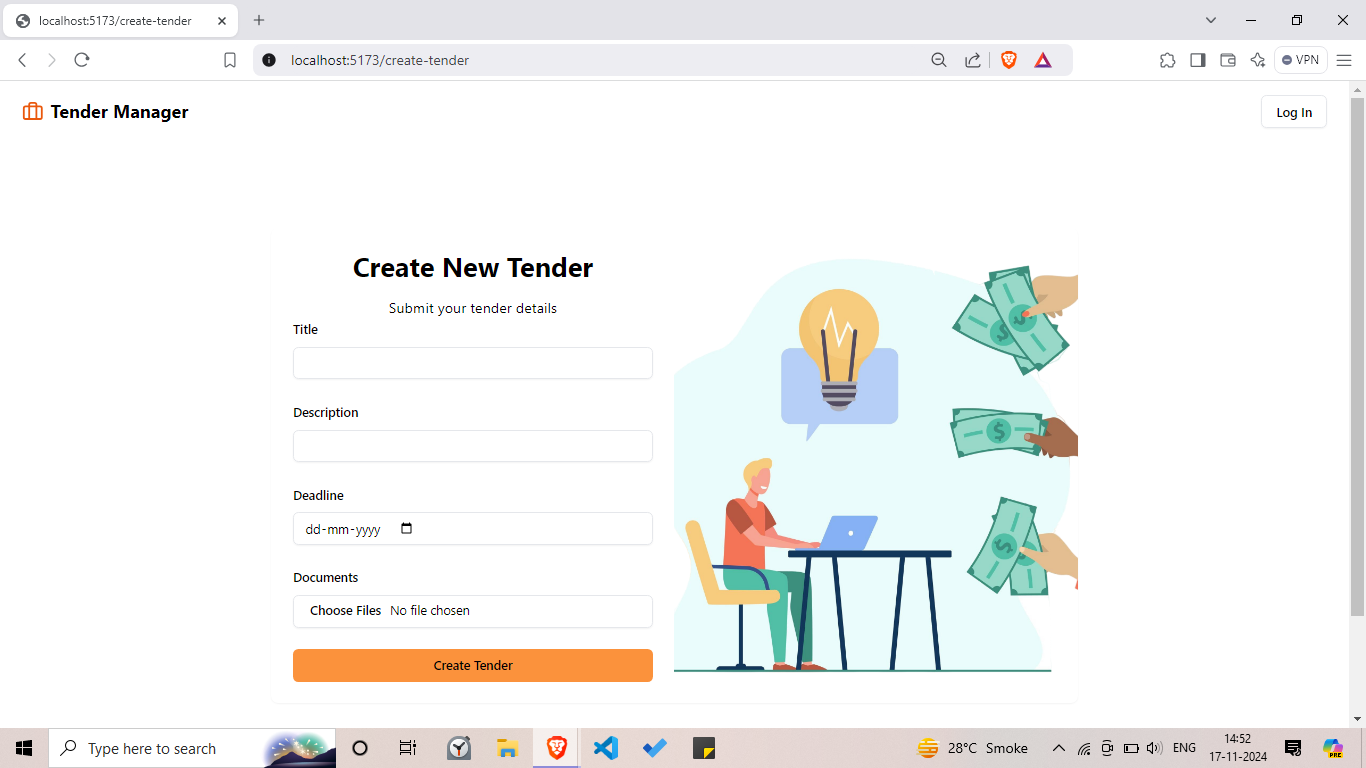 localhost:5173/create-tender
localhost:5173/create-tender
VPN
Tender Manager
Log In
Create New Tender
Submit your tender details
Title
Description
Deadline
dd-mm-yyyy
Documents
Choose Files No file chosen
Create Tender
$
$
$
$
Type here to search
28°C Smoke
ENG
14:52
17-11-2024
PRE